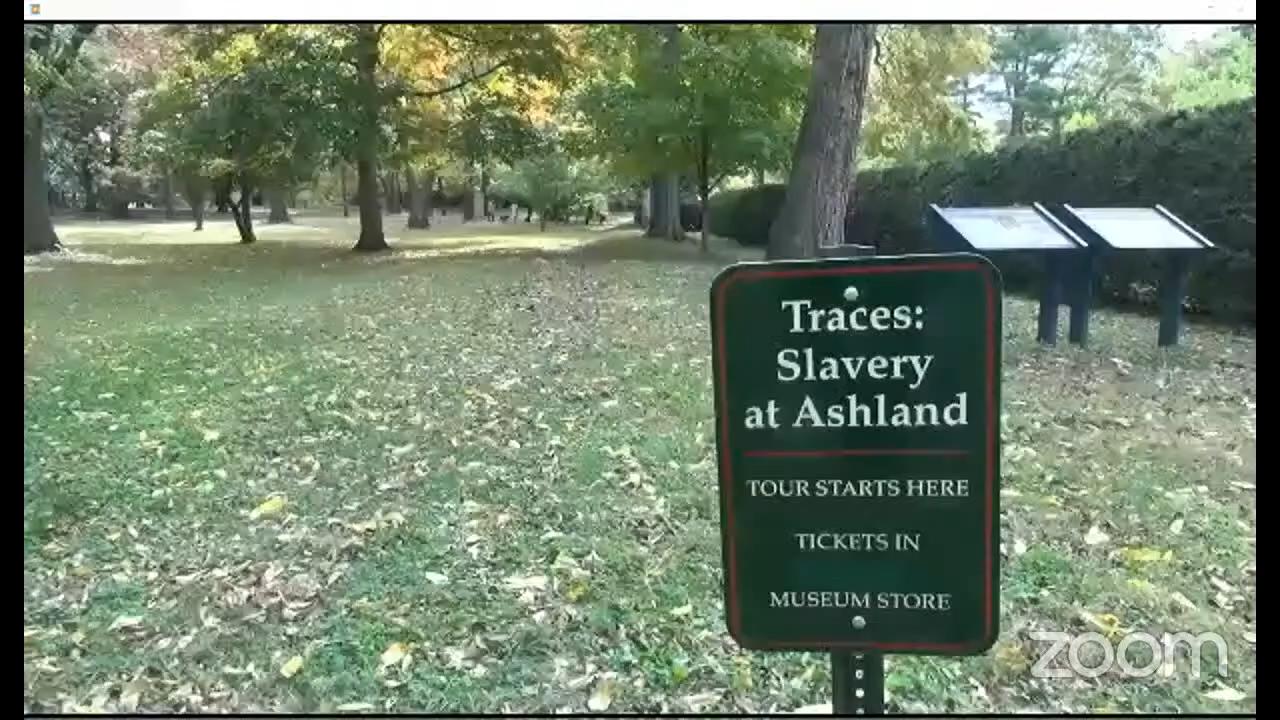 Traces:
Slavery
at Ashland
TOUR STARTS HERE
TICKETS IN
MUSEUM STORE
zoom